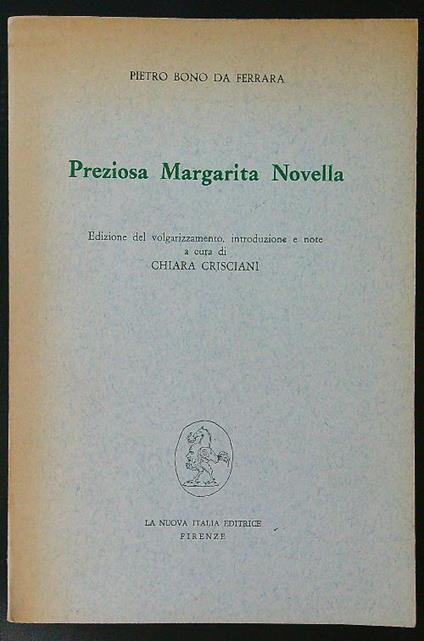 PIETRO BONO DA FERRARA
Preziosa Margarita Novella
Edizione del volgarizzamento, introduzione e note
a cura di
CHIARA CRISCIANI
LA NUOVA ITALIA EDITRICE
FIRENZE